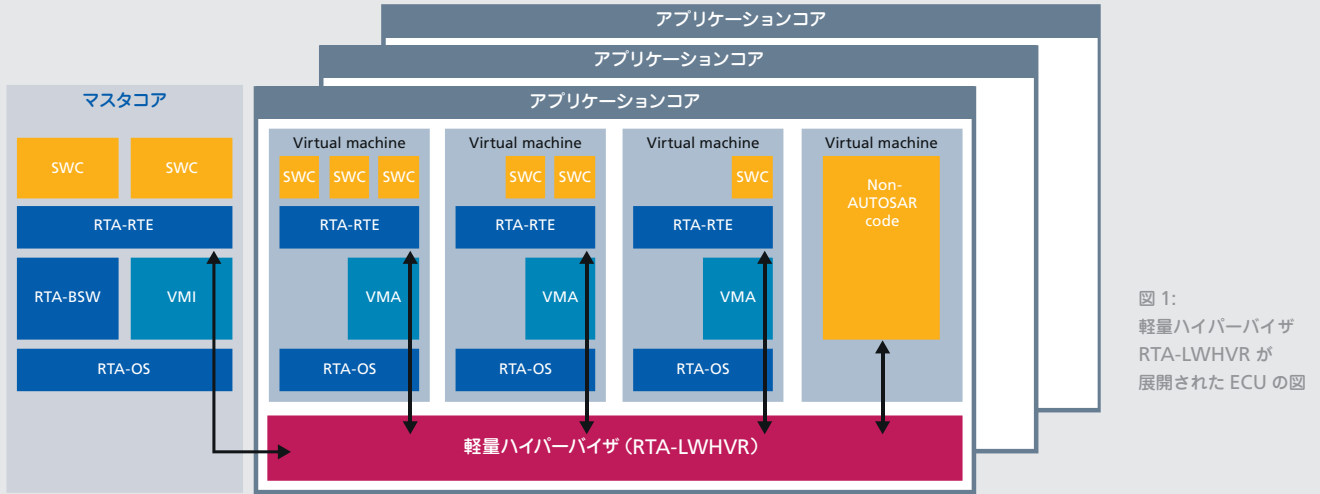 アプリケーションコア
アプリケーションコア
アプリケーションコア
マスタコア
SWC
SWC
RTA-RTE
RTA-BSW
VMI
RTA-OS
Virtual machine
SWC
SWC
SWC
RTA-RTE
VMA
RTA-OS
Virtual machine
SWC
SWC
RTA-RTE
VMA
RTA-OS
Virtual machine
SWC
RTA-RTE
VMA
RTA-OS
Virtual machine
Non-
AUTOSAR
code
軽量ハイパーバイザ（RTA-LWHVR）
図 1:
軽量ハイパーバイザ
RTA-LWHVR が
展開された ECU の図